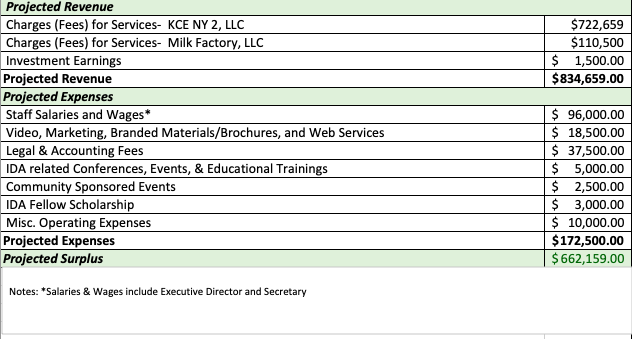 Projected Revenue
Charges (Fees) for Services- KCE NY 2, LLC $722,659
Charges (Fees) for Services- Milk Factory, LLC $110,500
Investment Earnings $ 1,500.00
Projected Revenue $834,659.00
Projected Expenses
Staff Salaries and Wages* $ 96,000.00
Video, Marketing, Branded Materials/Brochures, and Web Services $ 18,500.00
Legal & Accounting Fees $ 37,500.00
IDA related Conferences, Events, & Educational Trainings $ 5,000.00
Community Sponsored Events $ 2,500.00
IDA Fellow Scholarship $ 3,000.00
Misc. Operating Expenses $ 10,000.00
Projected Expenses $172,500.00
Projected Surplus $662,159.00
Notes: *Salaries & Wages include Executive Director and Secretary